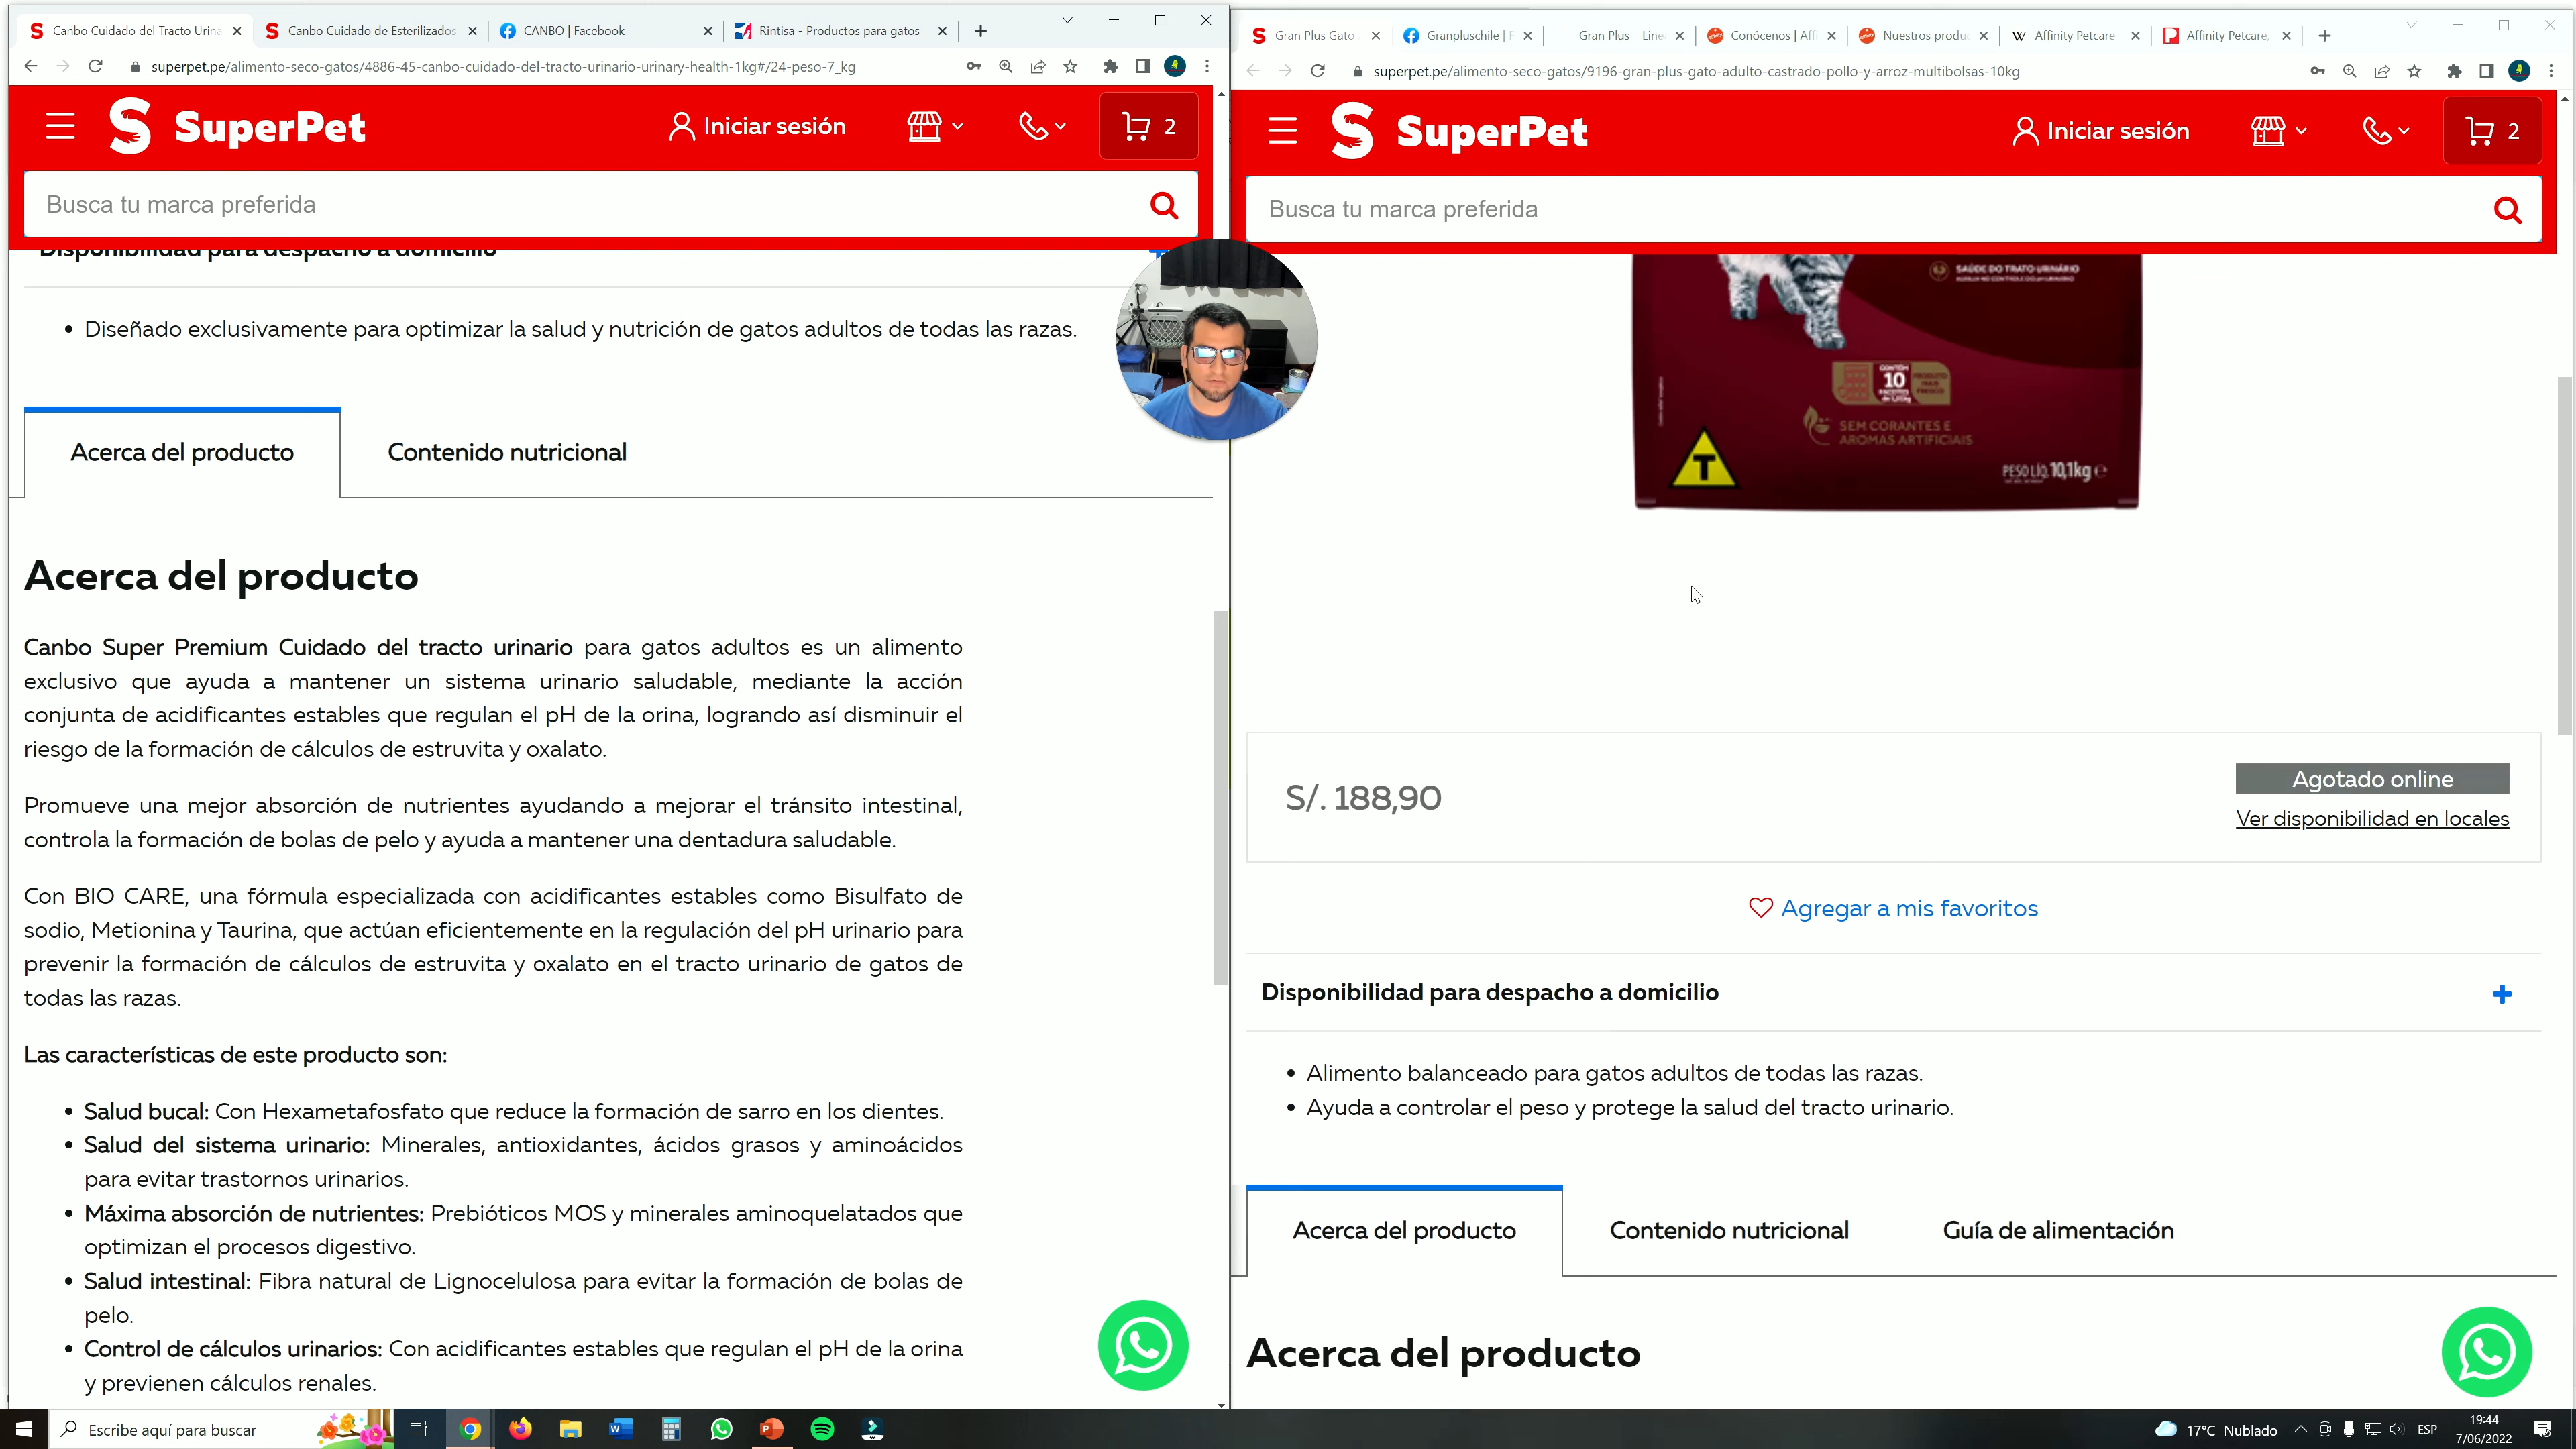 Canbo Cuidado del Tracto Urina
Canbo Cuidado de Esterilizados
CANBO | Facebook
Rintisa - Productos para gatos
superpet.pe/alimento-seco-gatos/4886-45-canbo-cuidado-del-tracto-urinario-urinary-health-1kg#/24-peso-7_kg
SuperPet
Iniciar sesión
2
Busca tu marca preferida
Disponibilidad para despacho a domicilio
Diseñado exclusivamente para optimizar la salud y nutrición de gatos adultos de todas las razas.
Acerca del producto
Contenido nutricional
Acerca del producto
Canbo Super Premium Cuidado del tracto urinario para gatos adultos es un alimento
exclusivo que ayuda a mantener un sistema urinario saludable, mediante la acción
conjunta de acidificantes estables que regulan el pH de la orina, logrando así disminuir el
riesgo de la formación de cálculos de estruvita y oxalato.
Promueve una mejor absorción de nutrientes ayudando a mejorar el tránsito intestinal,
controla la formación de bolas de pelo y ayuda a mantener una dentadura saludable.
Con BIO CARE, una fórmula especializada con acidificantes estables como Bisulfato de
sodio, Metionina y Taurina, que actúan eficientemente en la regulación del pH urinario para
prevenir la formación de cálculos de estruvita y oxalato en el tracto urinario de gatos de
todas las razas.
Las características de este producto son:
Salud bucal: Con Hexametafosfato que reduce la formación de sarro en los dientes.
Salud del sistema urinario: Minerales, antioxidantes, ácidos grasos y aminoácidos
para evitar trastornos urinarios.
Máxima absorción de nutrientes: Prebióticos MOS y minerales aminoquelatados que
optimizan el procesos digestivo.
Salud intestinal: Fibra natural de Lignocelulosa para evitar la formación de bolas de
pelo.
Control de cálculos urinarios: Con acidificantes estables que regulan el pH de la orina
y previenen cálculos renales.
Gran Plus Gato
Granpluschile | F
Gran Plus – Line
Conócenos | Affi
Nuestros produc
Affinity Petcare
Affinity Petcare,
superpet.pe/alimento-seco-gatos/9196-gran-plus-gato-adulto-castrado-pollo-y-arroz-multibolsas-10kg
SuperPet
Iniciar sesión
2
Busca tu marca preferida
SAÚDE DO TRATO URINÁRIO
CONTÉM
10
SEM CORANTES E
AROMAS ARTIFICIAIS
T
PESO LÍQ. 10,1kg e
S/. 188,90
Agotado online
Ver disponibilidad en locales
Agregar a mis favoritos
Disponibilidad para despacho a domicilio
Alimento balanceado para gatos adultos de todas las razas.
Ayuda a controlar el peso y protege la salud del tracto urinario.
Acerca del producto
Contenido nutricional
Guía de alimentación
Acerca del producto
Escribe aquí para buscar
17°C Nublado
ESP
19:44
7/06/2022